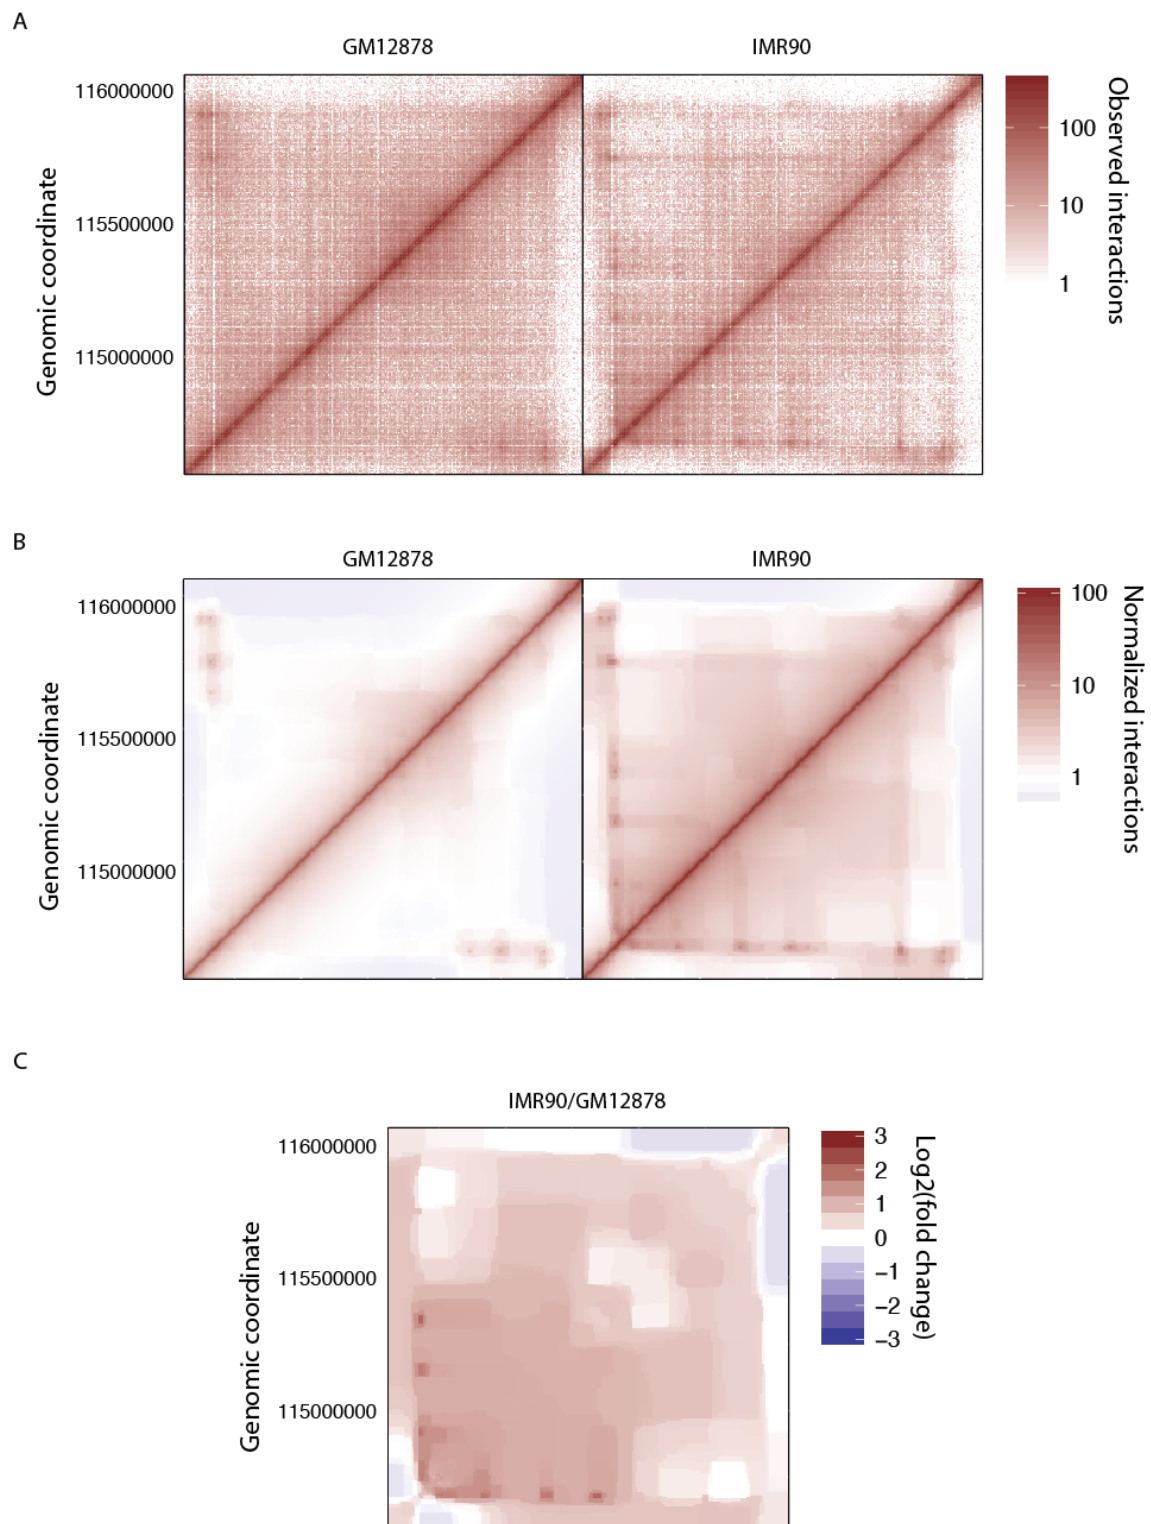 A
GM12878
IMR90
116000000
115500000
115000000
Genomic coordinate
100
10
1
Observed interactions
B
GM12878
IMR90
116000000
115500000
115000000
Genomic coordinate
100
10
1
Normalized interactions
C
IMR90/GM12878
116000000
115500000
115000000
Genomic coordinate
3
2
1
0
−1
−2
−3
Log2(fold change)